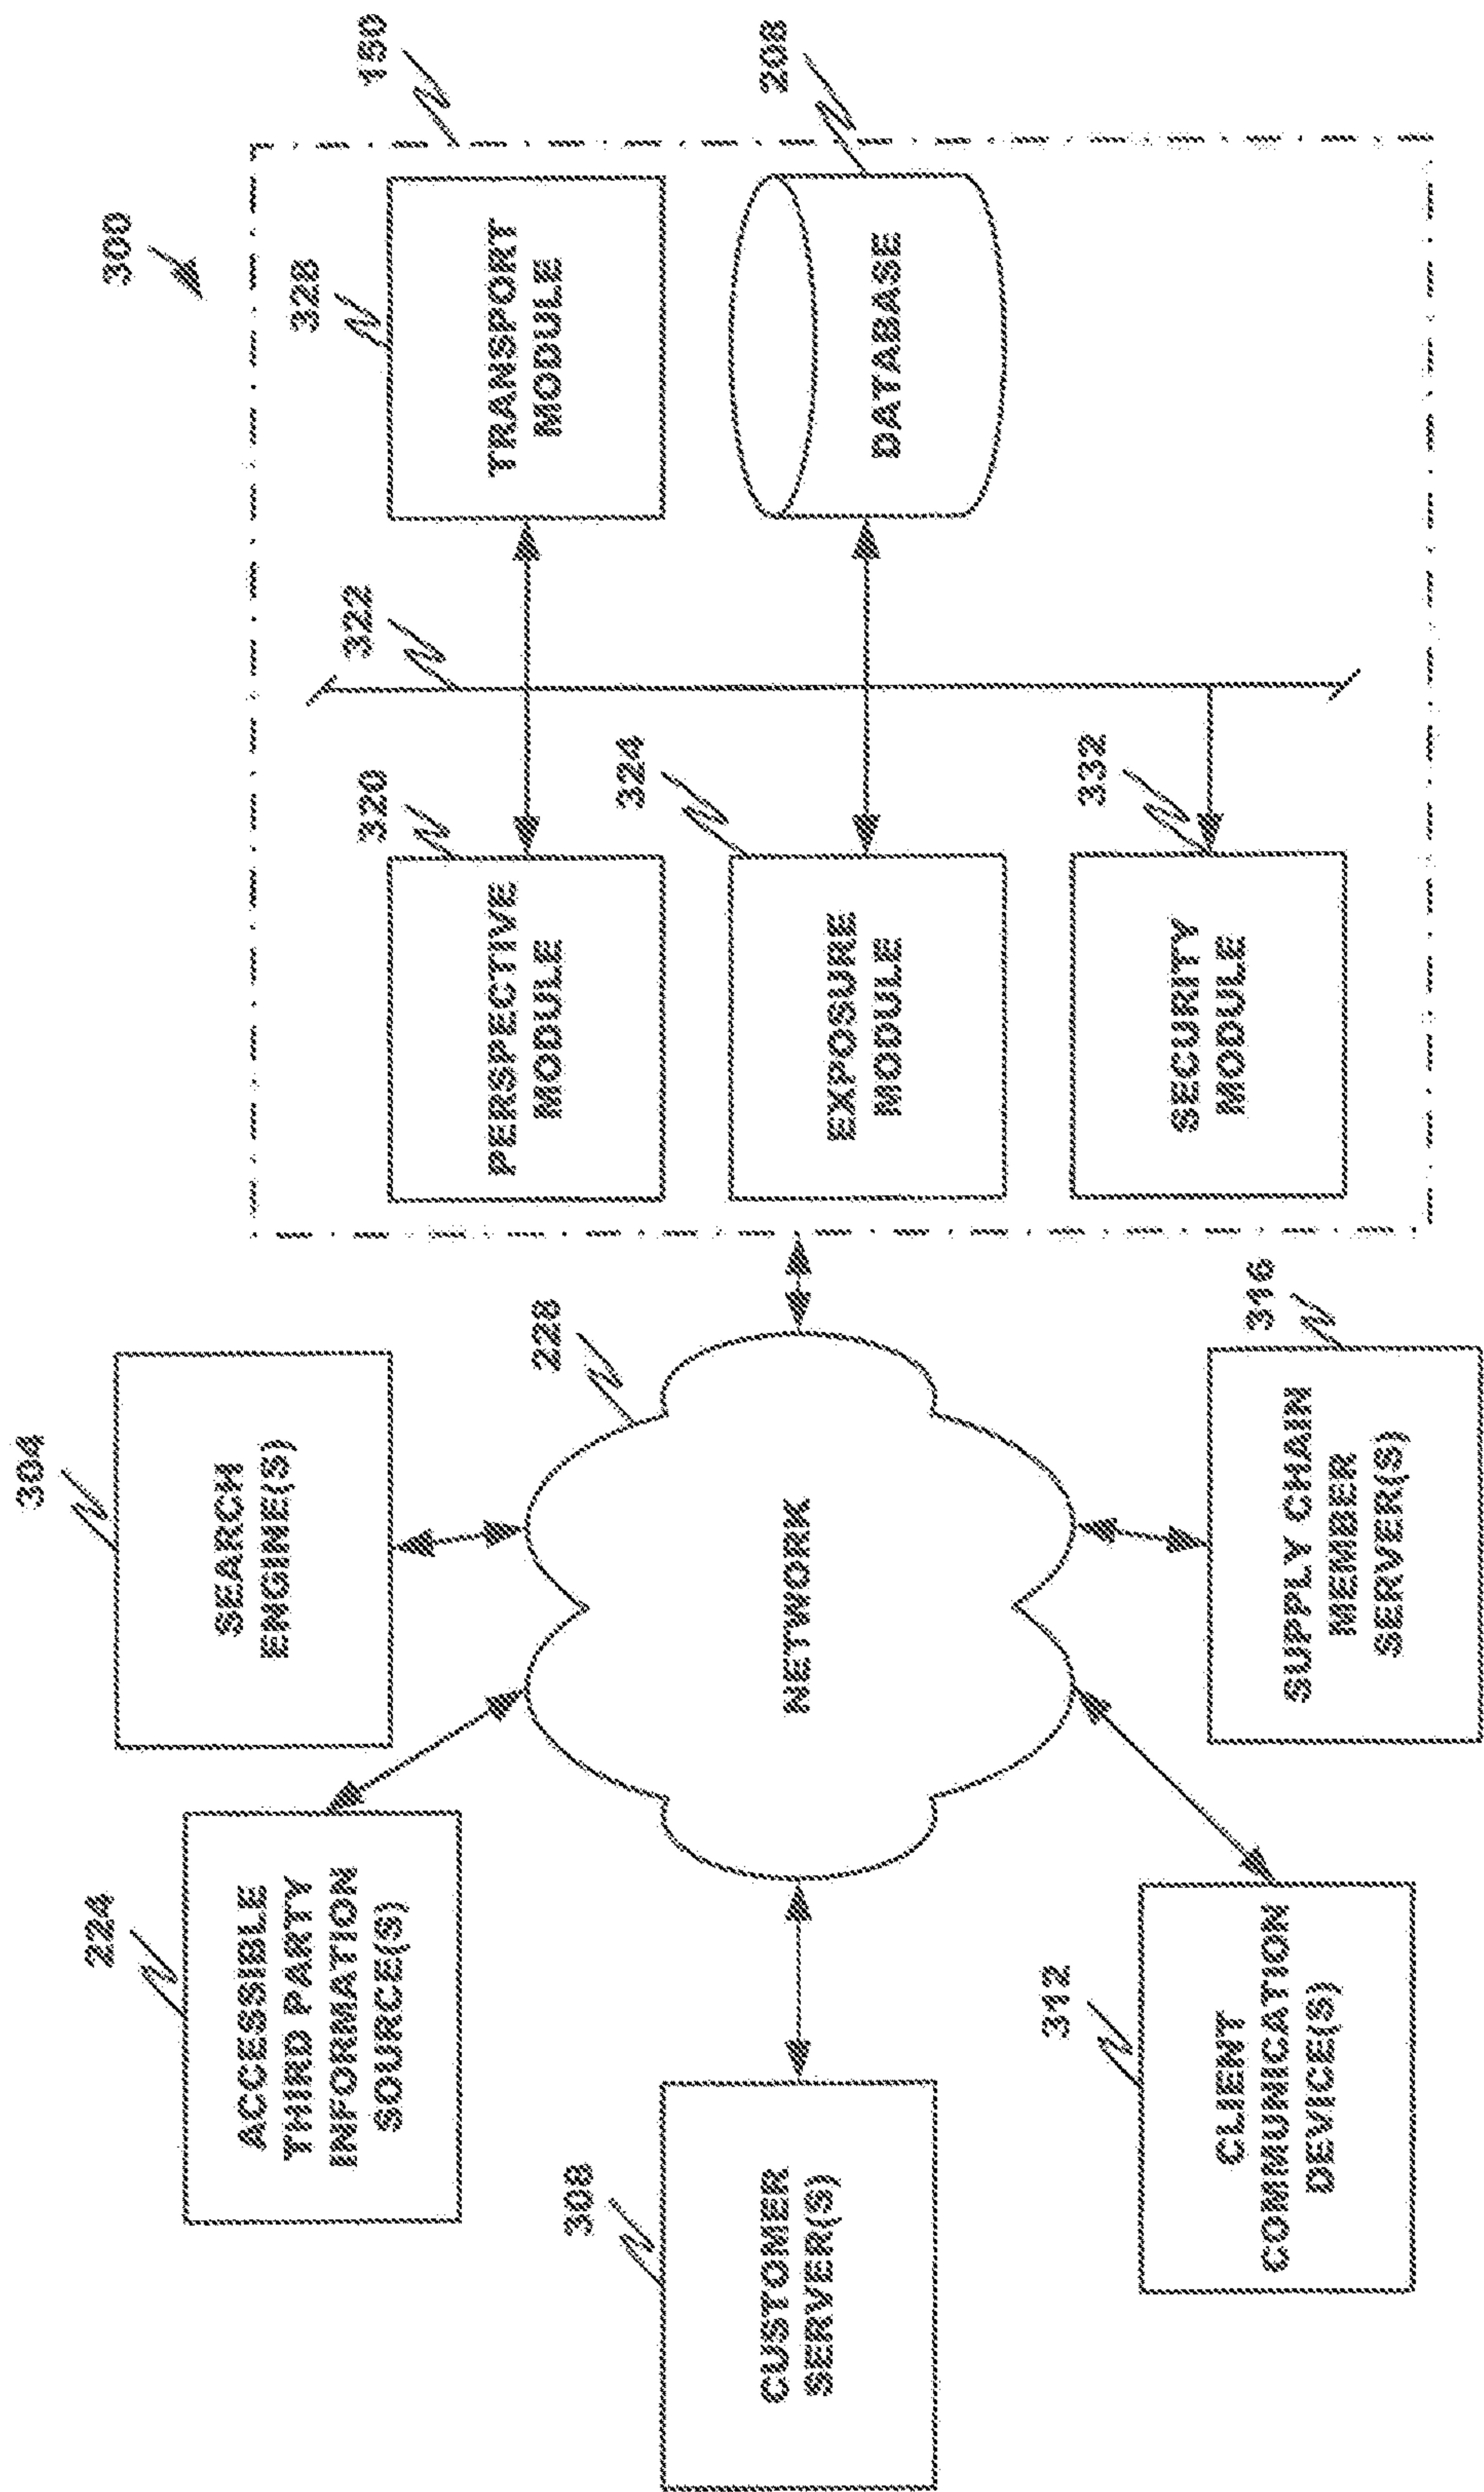 300
304
SEARCH
ENGINE(S)
224
ACCESSIBLE
THIRD PARTY
INFORMATION
SOURCE(S)
308
CUSTOMER
SERVER(S)
312
CLIENT
COMMUNICATION
DEVICE(S)
316
SUPPLY CHAIN
MEMBER
SERVER(S)
228
NETWORK
150
320
PERSPECTIVE
MODULE
322
328
TRANSPORT
MODULE
324
EXPOSURE
MODULE
208
DATABASE
332
SECURITY
MODULE